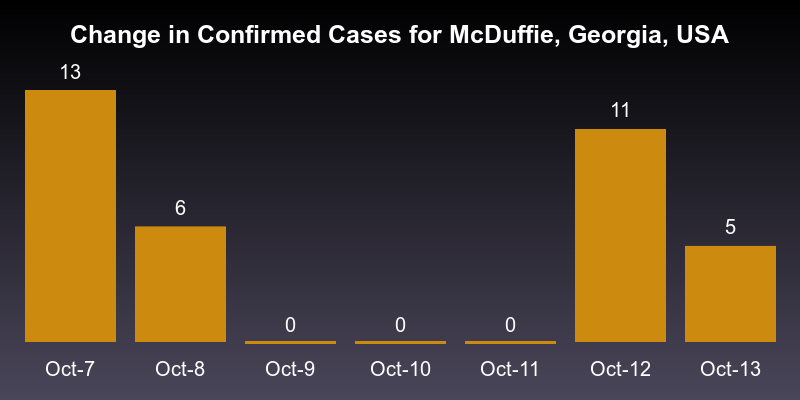 Change in Confirmed Cases for McDuffie, Georgia, USA
13
6
0
0
0
11
5
Oct-7
Oct-8
Oct-9
Oct-10
Oct-11
Oct-12
Oct-13